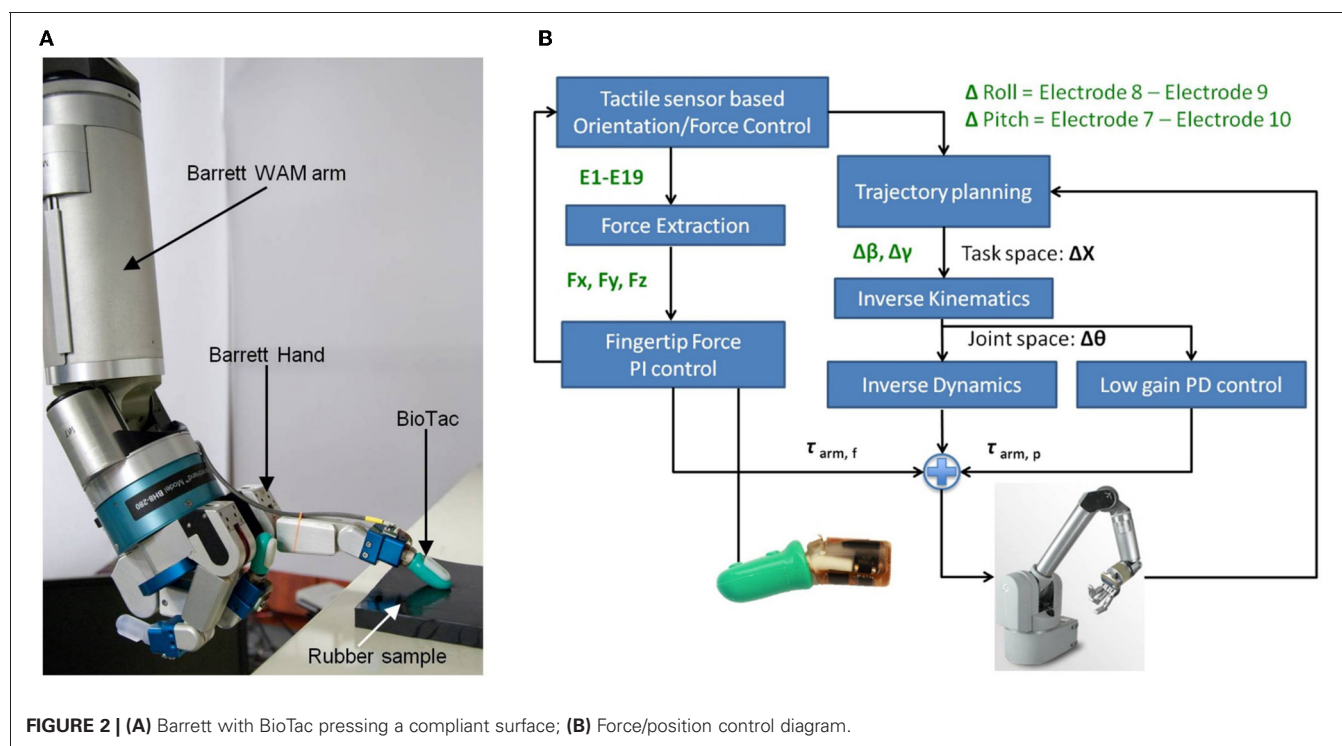 A
B
Barrett WAM arm
Barrett Hand
BioTac
Rubber sample
Model BH8-280
Tactile sensor based
Orientation/Force Control
Δ Roll = Electrode 8 – Electrode 9
Δ Pitch = Electrode 7 – Electrode 10
E1-E19
Trajectory planning
Force Extraction
Δβ, Δγ
Task space: ΔX
Fx, Fy, Fz
Inverse Kinematics
Fingertip Force
PI control
Joint space: Δθ
Inverse Dynamics
Low gain PD control
τ arm, f
τ arm, p
FIGURE 2 | (A) Barrett with BioTac pressing a compliant surface; (B) Force/position control diagram.